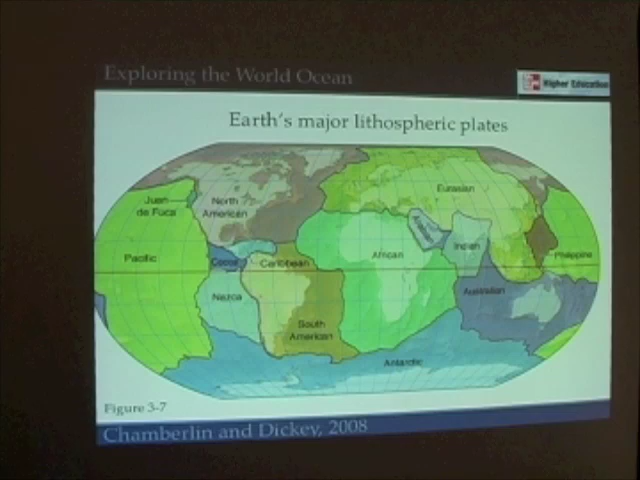 Exploring the World Ocean
Higher Education
Earth's major lithospheric plates
Juan
de Fuca
North
American
Eurasian
Pacific
Cocos
Caribbean
African
Arabian
Indian
Philippine
Nazca
Australian
South
American
Antarctic
Figure 3-7
Chamberlin and Dickey, 2008